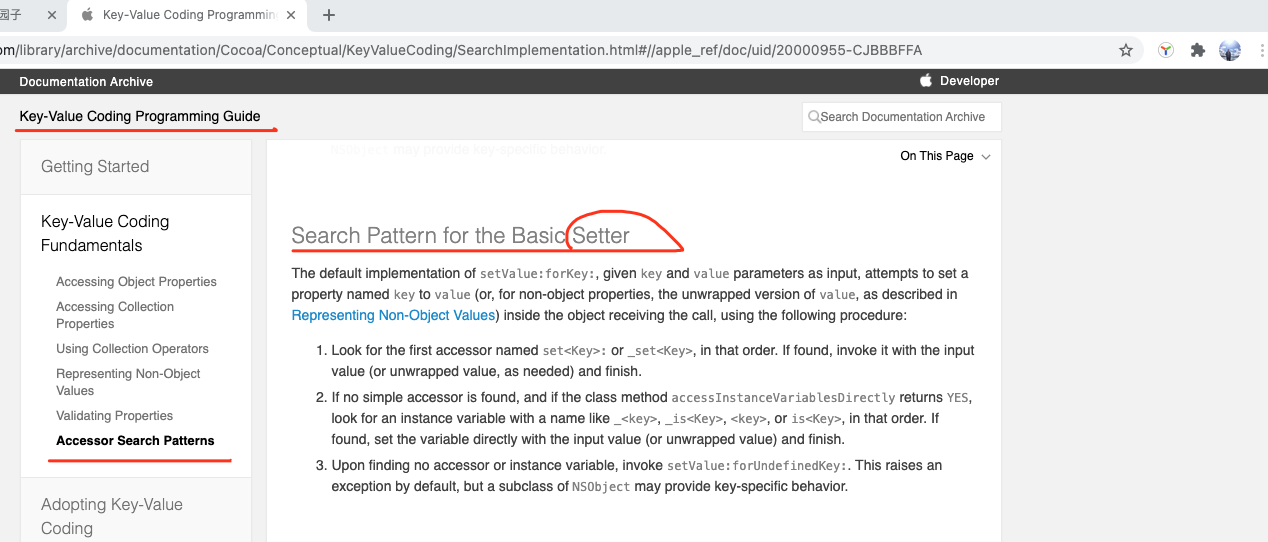 园子
Key-Value Coding Programmin
om/library/archive/documentation/Cocoa/Conceptual/KeyValueCoding/SearchImplementation.html#//apple_ref/doc/uid/20000955-CJBBBFFA
Documentation Archive
Developer
Key-Value Coding Programming Guide
Search Documentation Archive
NSObject may provide key-specific behavior.
On This Page
Getting Started
Key-Value Coding
Fundamentals
Accessing Object Properties
Accessing Collection
Properties
Using Collection Operators
Representing Non-Object
Values
Validating Properties
Accessor Search Patterns
Adopting Key-Value
Coding
Search Pattern for the Basic Setter
The default implementation of setValue:forKey:, given key and value parameters as input, attempts to set a
property named key to value (or, for non-object properties, the unwrapped version of value, as described in
Representing Non-Object Values) inside the object receiving the call, using the following procedure:
1. Look for the first accessor named set<Key>: or _set<Key>, in that order. If found, invoke it with the input
value (or unwrapped value, as needed) and finish.
2. If no simple accessor is found, and if the class method accessInstanceVariablesDirectly returns YES,
look for an instance variable with a name like _<key>, _is<Key>, <key>, or is<Key>, in that order. If
found, set the variable directly with the input value (or unwrapped value) and finish.
3. Upon finding no accessor or instance variable, invoke setValue:forUndefinedKey:. This raises an
exception by default, but a subclass of NSObject may provide key-specific behavior.